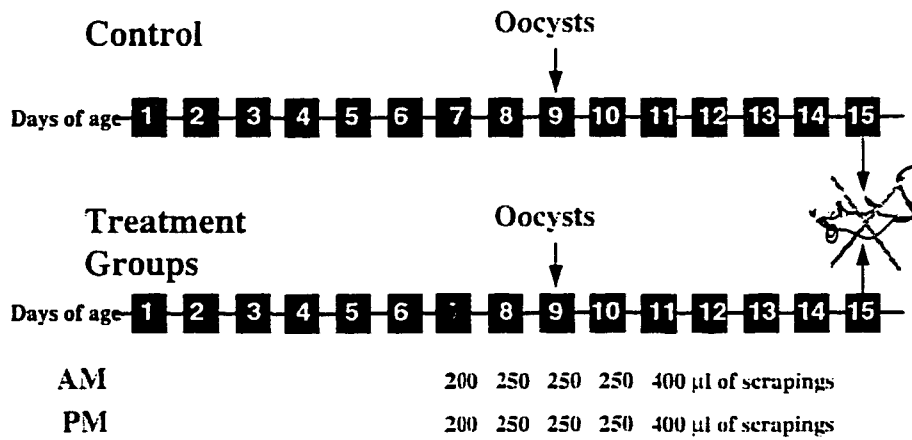 Control
Oocysts
Days of age 1 2 3 4 5 6 7 8 9 10 11 12 13 14 15
Treatment
Groups
Oocysts
Days of age 1 2 3 4 5 6 8 9 10 11 12 13 14 15
AM 200 250 250 250 400 µl of scrapings
PM 200 250 250 250 400 µl of scrapings